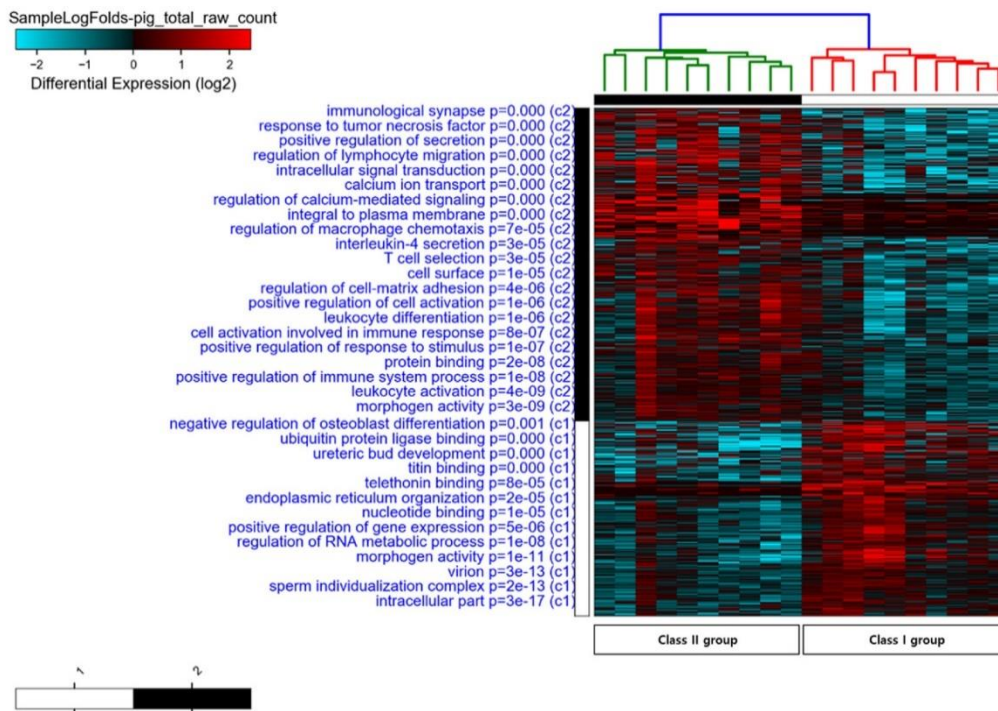 SampleLogFolds-pig_total_raw_count
−2 −1 0 1 2
Differential Expression (log2)
immunological synapse p=0.000 (c2)
response to tumor necrosis factor p=0.000 (c2)
positive regulation of secretion p=0.000 (c2)
regulation of lymphocyte migration p=0.000 (c2)
intracellular signal transduction p=0.000 (c2)
calcium ion transport p=0.000 (c2)
regulation of calcium-mediated signaling p=0.000 (c2)
integral to plasma membrane p=0.000 (c2)
regulation of macrophage chemotaxis p=7e-05 (c2)
interleukin-4 secretion p=3e-05 (c2)
T cell selection p=3e-05 (c2)
cell surface p=1e-05 (c2)
regulation of cell-matrix adhesion p=4e-06 (c2)
positive regulation of cell activation p=1e-06 (c2)
leukocyte differentiation p=1e-06 (c2)
cell activation involved in immune response p=8e-07 (c2)
positive regulation of response to stimulus p=1e-07 (c2)
protein binding p=2e-08 (c2)
positive regulation of immune system process p=1e-08 (c2)
leukocyte activation p=4e-09 (c2)
morphogen activity p=3e-09 (c2)
negative regulation of osteoblast differentiation p=0.001 (c1)
ubiquitin protein ligase binding p=0.000 (c1)
ureteric bud development p=0.000 (c1)
titin binding p=0.000 (c1)
telethonin binding p=8e-05 (c1)
endoplasmic reticulum organization p=2e-05 (c1)
nucleotide binding p=1e-05 (c1)
positive regulation of gene expression p=5e-06 (c1)
regulation of RNA metabolic process p=1e-08 (c1)
morphogen activity p=1e-11 (c1)
virion p=3e-13 (c1)
sperm individualization complex p=2e-13 (c1)
intracellular part p=3e-17 (c1)
Class II group
Class I group
1 2